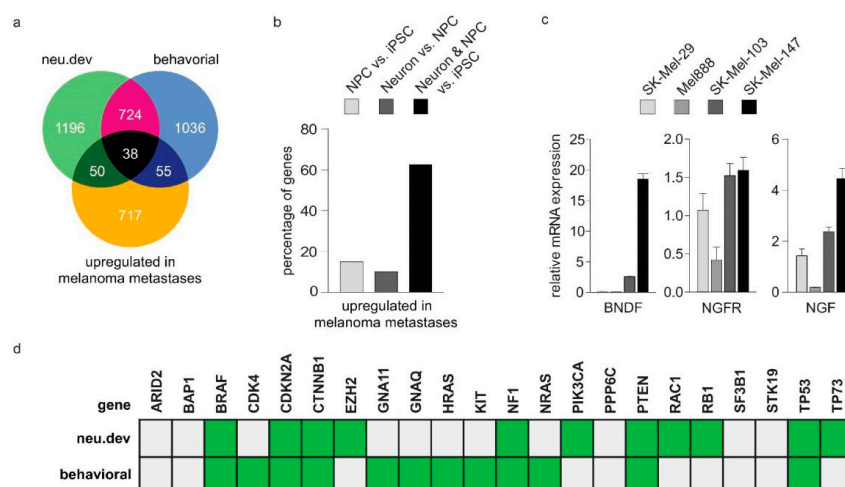 a
neu.dev
behavorial
1196
724
1036
38
50
55
717
upregulated in
melanoma metastases
b
NPC vs. iPSC
Neuron vs. NPC
Neuron & NPC
vs. iPSC
percentage of genes
80
60
40
20
0
upregulated in
melanoma metastases
c
SK-Mel-29
Mel888
SK-Mel-103
SK-Mel-147
relative mRNA expression
25
20
15
10
5
0
BNDF
2.0
1.5
1.0
0.5
0.0
NGFR
6
4
2
0
NGF
d
gene ARID2 BAP1 BRAF CDK4 CDKN2A CTNNB1 EZH2 GNA11 GNAQ HRAS KIT NF1 NRAS PIK3CA PPP6C PTEN RAC1 RB1 SF3B1 STK19 TP53 TP73
neu.dev
behavioral